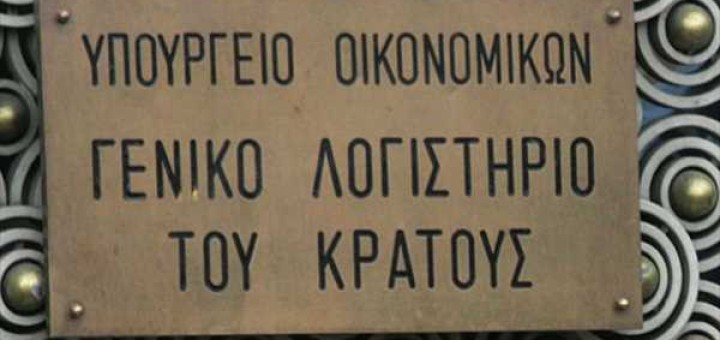 ΥΠΟΥΡΓΕΙΟ ΟΙΚΟΝΟΜΙΚΩΝ
ΓΕΝΙΚΟ ΛΟΓΙΣΤΗΡΙΟ
ΤΟΥ ΚΡΑΤΟΥΣ